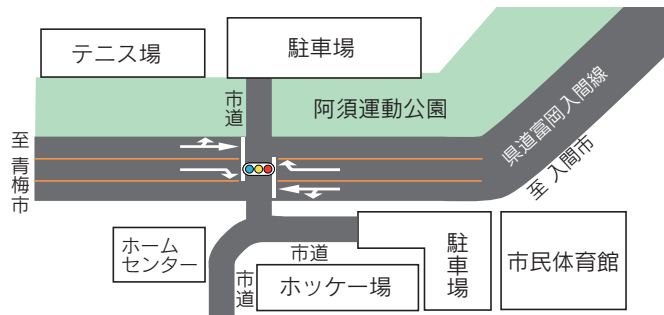 テニス場
駐車場
市道
阿須運動公園
県道富岡入間線
至 青梅市
至 入間市
ホーム
センター
市道
市道
ホッケー場
駐車場
市民体育館